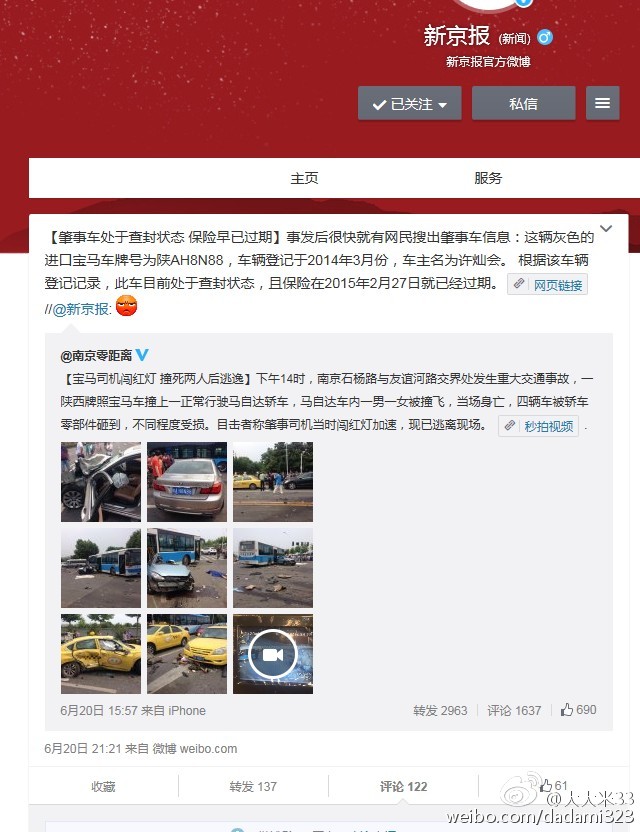 新京报 (新闻)
新京报官方微博
已关注
私信
主页
服务
【肇事车处于查封状态 保险早已过期】事发后很快就有网民搜出肇事车信息：这辆灰色的
进口宝马车牌号为陕AH8N88，车辆登记于2014年3月份，车主名为许灿会。 根据该车辆
登记记录，此车目前处于查封状态，且保险在2015年2月27日就已经过期。 网页链接
//@新京报:
@南京零距离
【宝马司机闯红灯 撞死两人后逃逸】下午14时，南京石杨路与友谊河路交界处发生重大交通事故，一
陕西牌照宝马车撞上一正常行驶马自达轿车，马自达车内一男一女被撞飞，当场身亡，四辆车被轿车
零部件砸到，不同程度受损。目击者称肇事司机当时闯红灯加速，现已逃离现场。 秒拍视频 .
6月20日 15:57 来自 iPhone
转发 2963
评论 1637
690
6月20日 21:21 来自 微博 weibo.com
收藏
转发 137
评论 122
61
@大大米33
weibo.com/dadami323